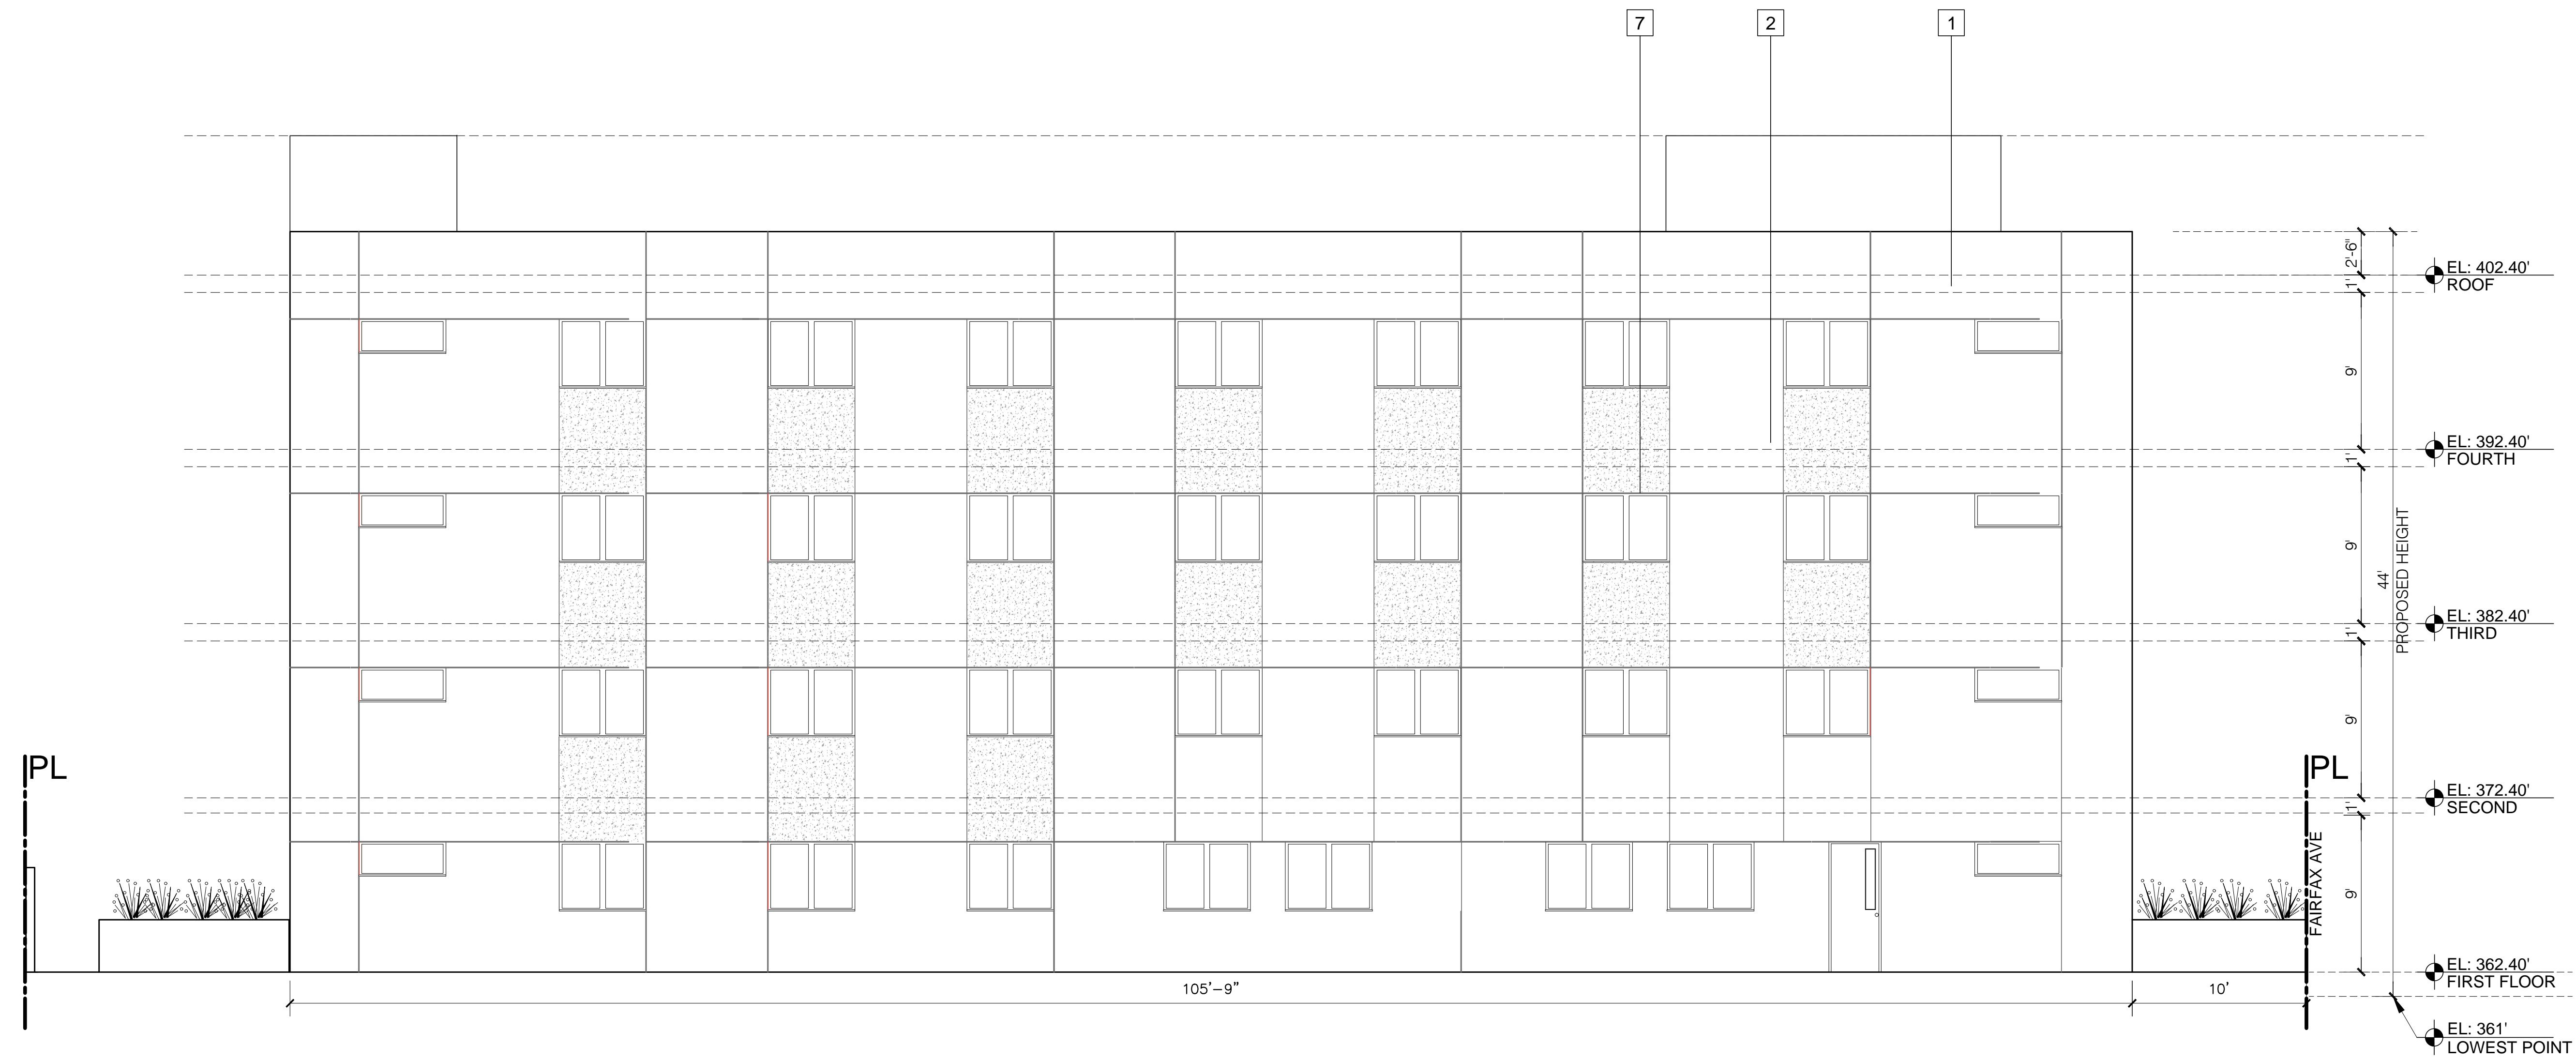 7
2
1
2'-6"
EL: 402.40'
ROOF
1'
9'
EL: 392.40'
FOURTH
1'
9'
44'
PROPOSED HEIGHT
EL: 382.40'
THIRD
1'
9'
PL
PL
EL: 372.40'
SECOND
1'
9'
FAIRFAX AVE
EL: 362.40'
FIRST FLOOR
105'-9"
10'
EL: 361'
LOWEST POINT